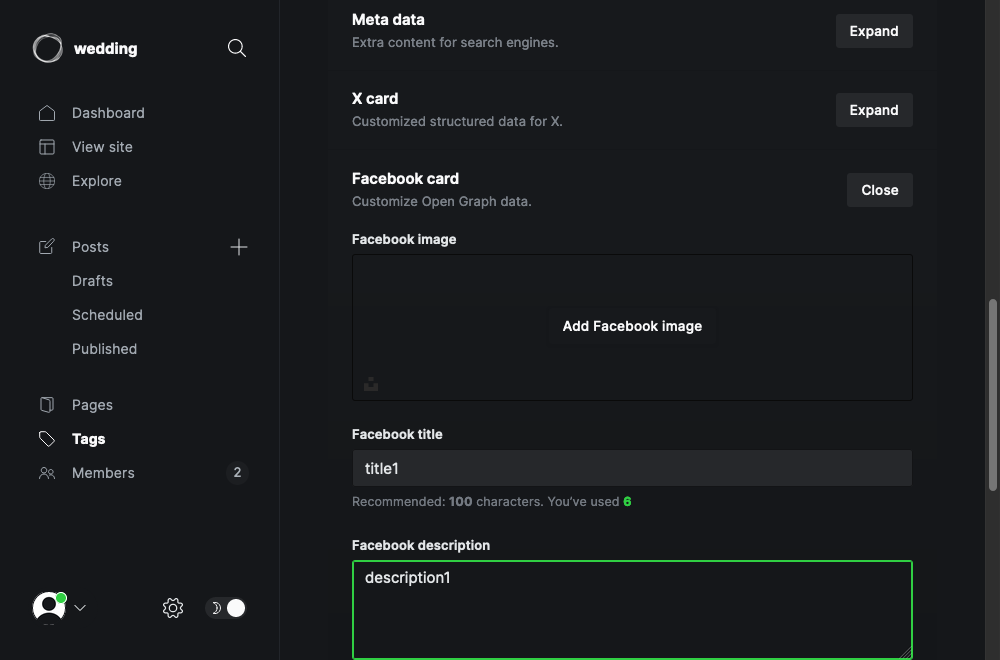 wedding
Dashboard
View site
Explore
Posts
Drafts
Scheduled
Published
Pages
Tags
Members 2
Meta data
Extra content for search engines.
Expand
X card
Customized structured data for X.
Expand
Facebook card
Customize Open Graph data.
Close
Facebook image
Add Facebook image
Facebook title
title1
Recommended: 100 characters. You've used 6
Facebook description
description1